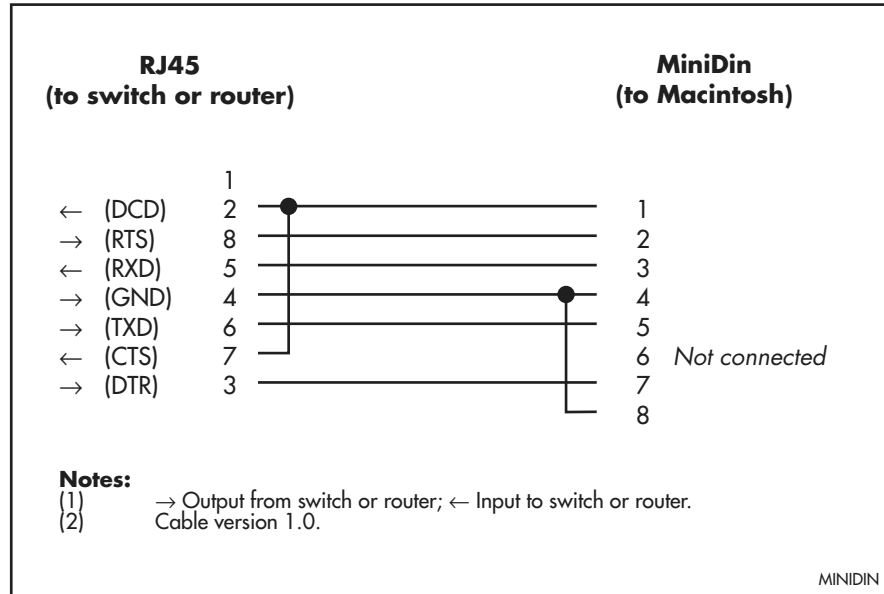 RJ45
(to switch or router)
MiniDin
(to Macintosh)
1
← (DCD) 2 1
→ (RTS) 8 2
← (RXD) 5 3
→ (GND) 4 4
→ (TXD) 6 5
← (CTS) 7 6 Not connected
→ (DTR) 3 7
8
Notes:
(1) → Output from switch or router; ← Input to switch or router.
(2) Cable version 1.0.
MINIDIN